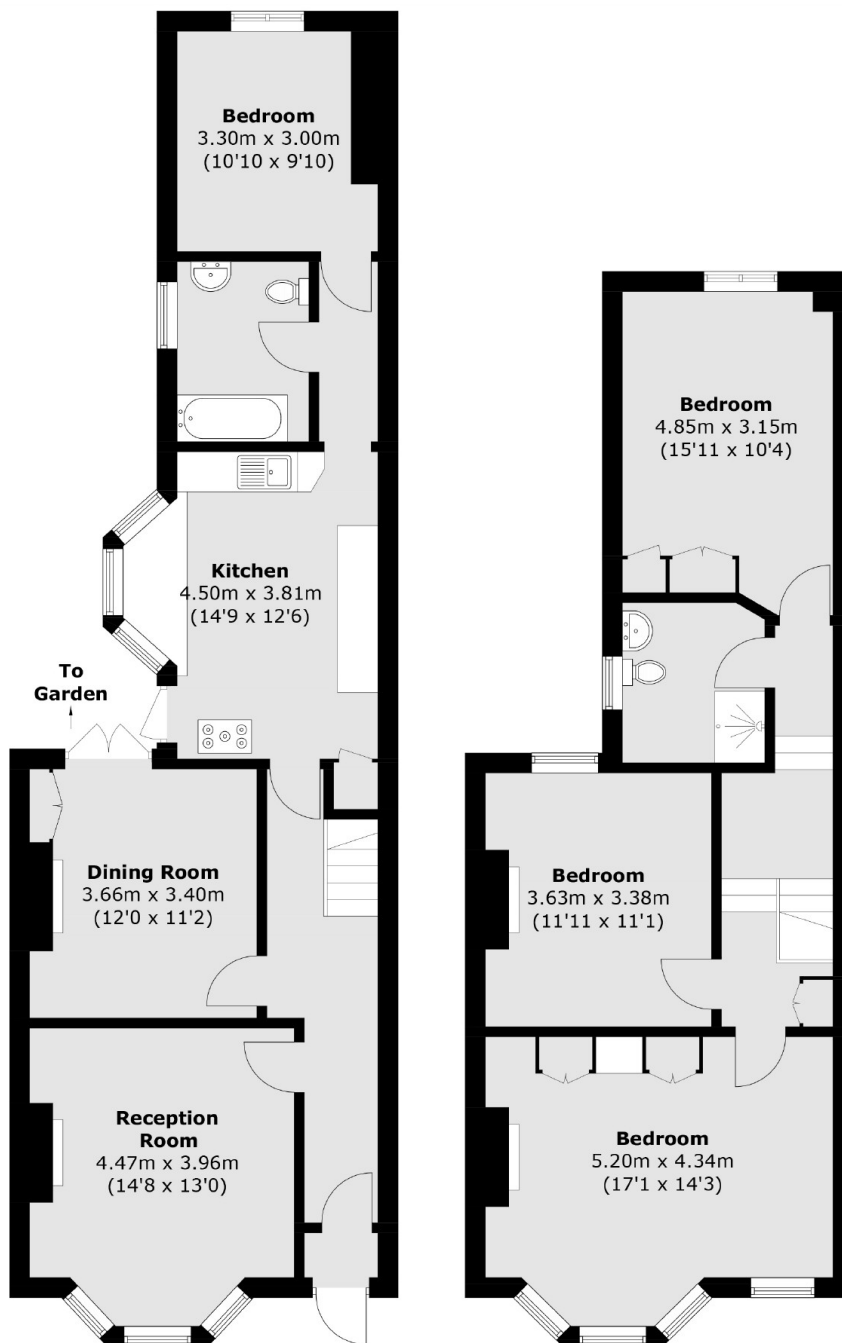 Bedroom
3.30m x 3.00m
(10'10 x 9'10)
Kitchen
4.50m x 3.81m
(14'9 x 12'6)
To
Garden
Dining Room
3.66m x 3.40m
(12'0 x 11'2)
Reception
Room
4.47m x 3.96m
(14'8 x 13'0)
Bedroom
4.85m x 3.15m
(15'11 x 10'4)
Bedroom
3.63m x 3.38m
(11'11 x 11'1)
Bedroom
5.20m x 4.34m
(17'1 x 14'3)